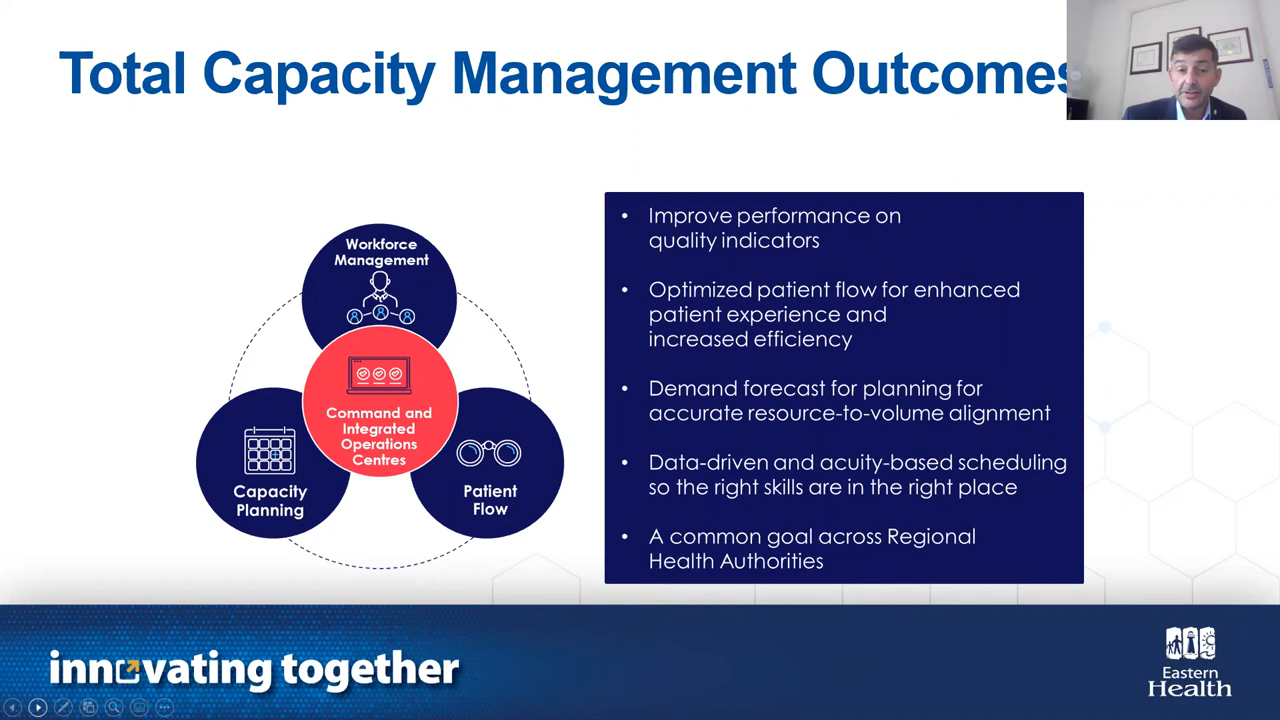 Total Capacity Management Outcomes
Workforce
Management
Command and
Integrated
Operations
Centres
Capacity
Planning
Patient
Flow
• Improve performance on
quality indicators
• Optimized patient flow for enhanced
patient experience and
increased efficiency
• Demand forecast for planning for
accurate resource-to-volume alignment
• Data-driven and acuity-based scheduling
so the right skills are in the right place
• A common goal across Regional
Health Authorities
innovating together
Eastern
Health